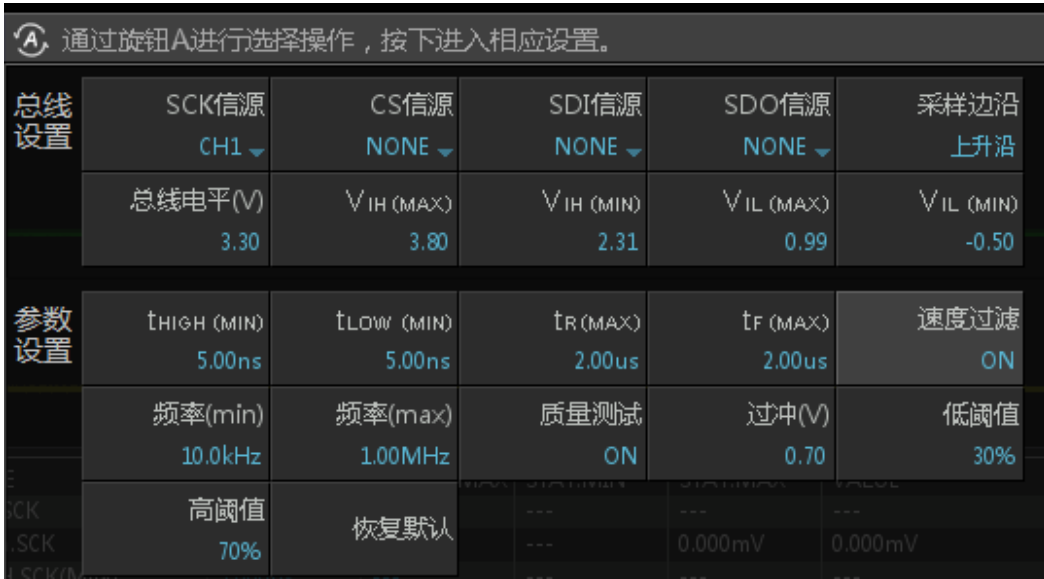 A 通过旋钮A进行选择操作，按下进入相应设置。
总线设置
SCK信源 CS信源 SDI信源 SDO信源 采样边沿
CH1 NONE NONE NONE 上升沿
总线电平(V) VIH (MAX) VIH (MIN) VIL (MAX) VIL (MIN)
3.30 3.80 2.31 0.99 -0.50
参数设置
tHIGH (MIN) tLOW (MIN) tR(MAX) tF (MAX) 速度过滤
5.00ns 5.00ns 2.00us 2.00us ON
频率(min) 频率(max) 质量测试 过冲(V) 低阈值
10.0kHz 1.00MHz ON 0.70 30%
高阈值 恢复默认
70%
SCK --- --- ---
.SCK --- 0.000mV 0.000mV